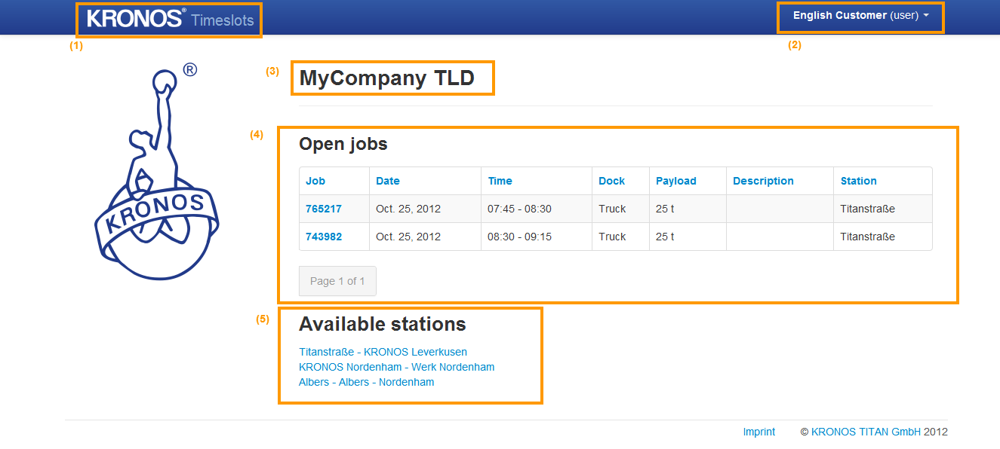 KRONOS® Timeslots
English Customer (user)
(1)
(2)
®
(3)
MyCompany TLD
KRONOS
(4)
Open jobs
Job Date Time Dock Payload Description Station
765217 Oct. 25, 2012 07:45 - 08:30 Truck 25 t Titanstraße
743982 Oct. 25, 2012 08:30 - 09:15 Truck 25 t Titanstraße
Page 1 of 1
(5)
Available stations
Titanstraße - KRONOS Leverkusen
KRONOS Nordenham - Werk Nordenham
Albers - Albers - Nordenham
Imprint © KRONOS TITAN GmbH 2012